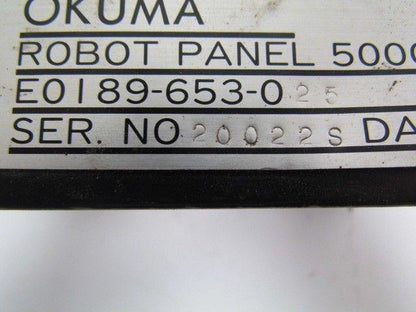 OKUMA
ROBOT PANEL 5000
E0189-653-025
SER. NO 20022S DA